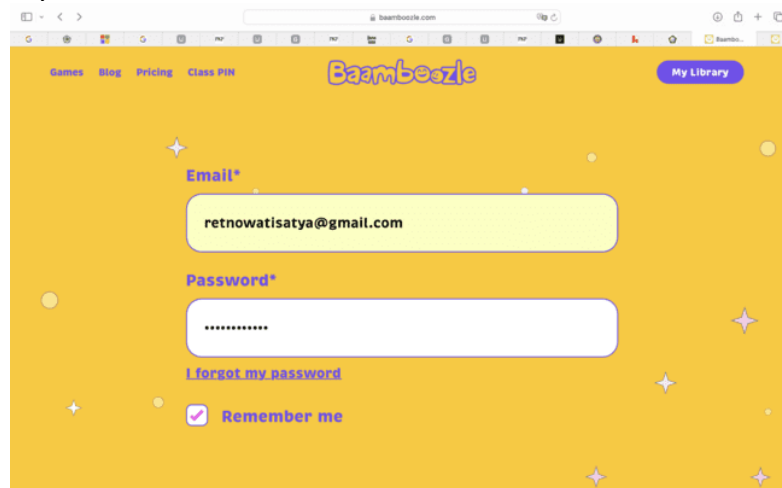 baamboozle.com
Baambo...
Games Blog Pricing Class PIN
Baamboozle
My Library
Email*
retnowatisatya@gmail.com
Password*
••••••••••••
I forgot my password
Remember me